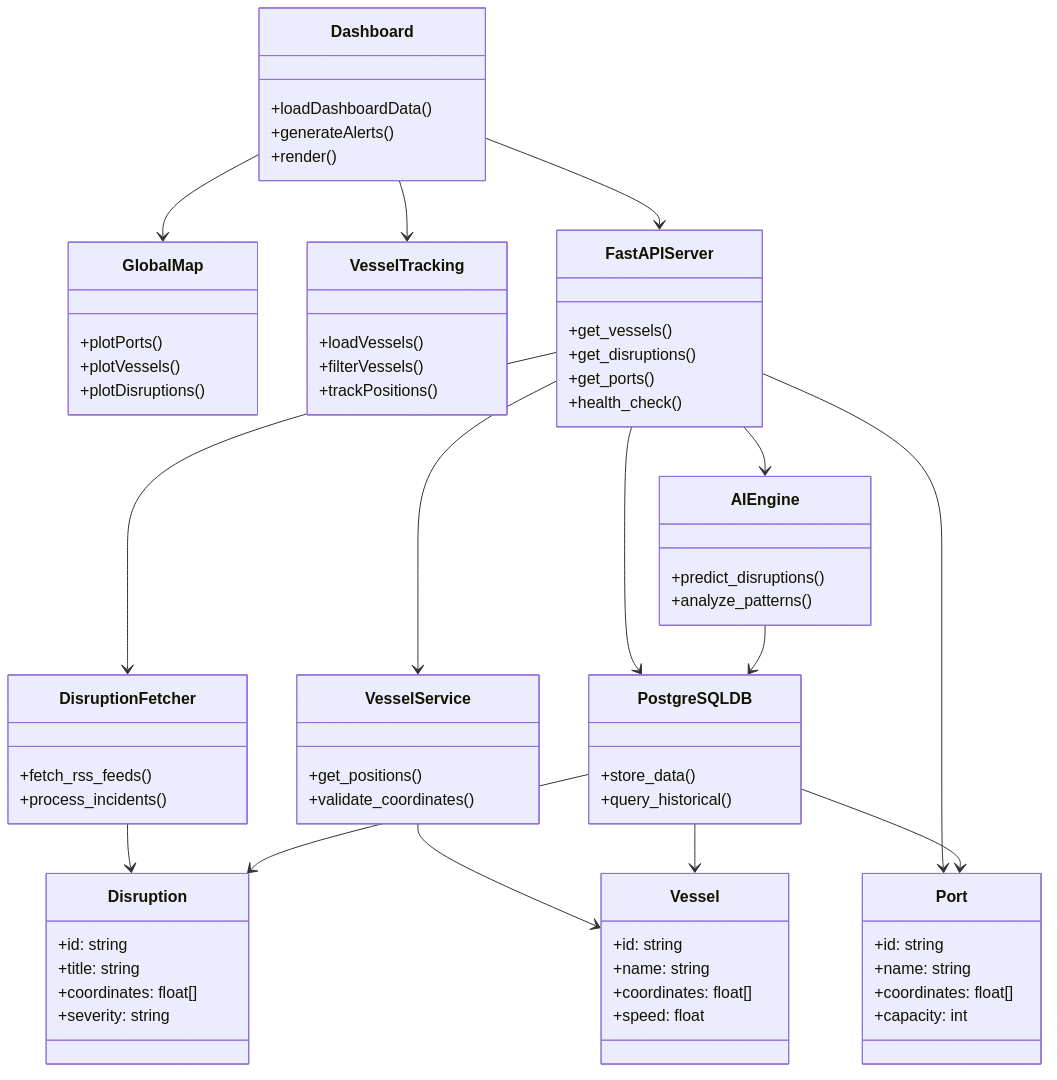 Dashboard
+loadDashboardData()
+generateAlerts()
+render()
GlobalMap
+plotPorts()
+plotVessels()
+plotDisruptions()
VesselTracking
+loadVessels()
+filterVessels()
+trackPositions()
FastAPIServer
+get_vessels()
+get_disruptions()
+get_ports()
+health_check()
AIEngine
+predict_disruptions()
+analyze_patterns()
DisruptionFetcher
+fetch_rss_feeds()
+process_incidents()
VesselService
+get_positions()
+validate_coordinates()
PostgreSQLDB
+store_data()
+query_historical()
Disruption
+id: string
+title: string
+coordinates: float[]
+severity: string
Vessel
+id: string
+name: string
+coordinates: float[]
+speed: float
Port
+id: string
+name: string
+coordinates: float[]
+capacity: int